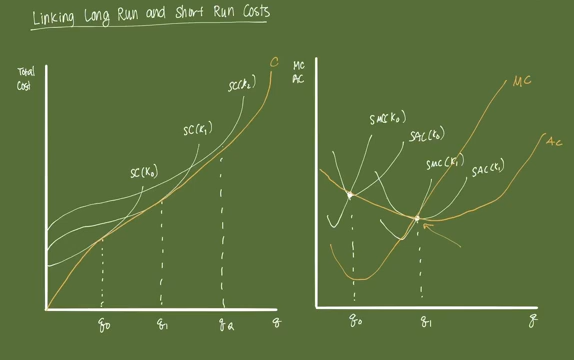 Linking Long Run and Short Run Costs
Total
Cost
C
SC(K₂)
SC(K₁)
SC(K₀)
q₀
q₁
q₂
q
MC
AC
MC
SMC(K₀)
SAC(K₀)
SMC(K₁)
SAC(K₁)
AC
q₀
q₁
q